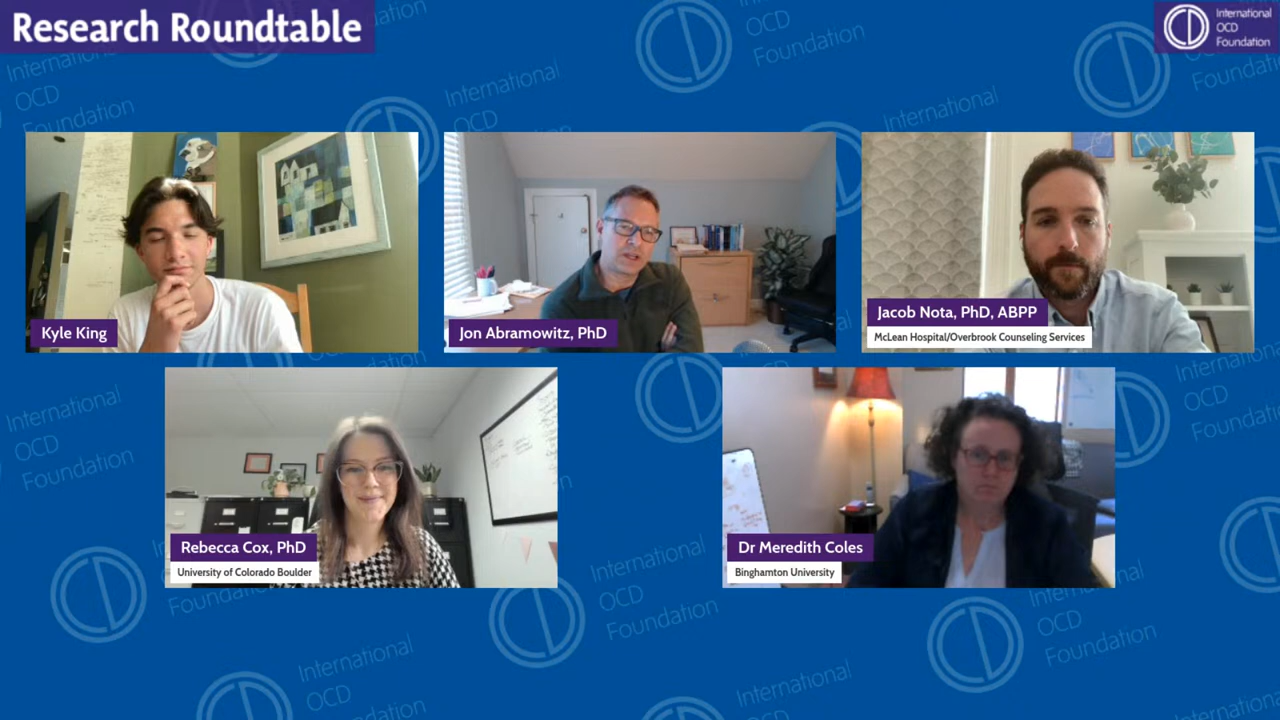 Research Roundtable
International
OCD
Foundation
Kyle King
Jon Abramowitz, PhD
Jacob Nota, PhD, ABPP
McLean Hospital/Overbrook Counseling Services
Rebecca Cox, PhD
University of Colorado Boulder
Dr Meredith Coles
Binghamton University